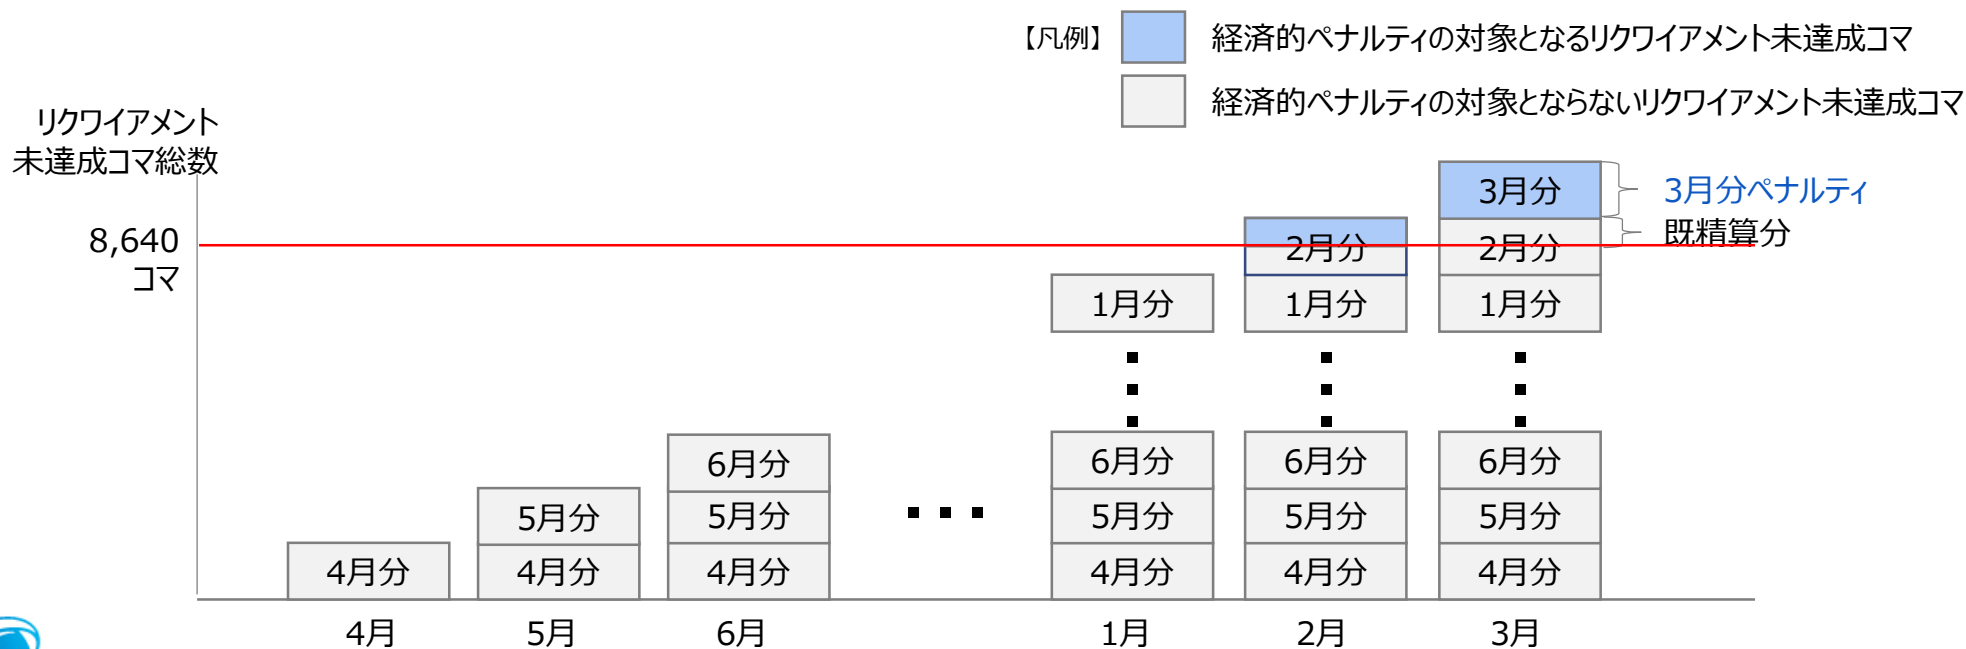 【凡例】
経済的ペナルティの対象となるリクワイアメント未達成コマ
経済的ペナルティの対象とならないリクワイアメント未達成コマ
リクワイアメント
未達成コマ総数
8,640
コマ
3月分
3月分ペナルティ
2月分
2月分
既精算分
1月分
1月分
1月分
6月分
6月分
6月分
6月分
5月分
5月分
5月分
5月分
5月分
4月分
4月分
4月分
4月分
4月分
4月分
4月
5月
6月
1月
2月
3月